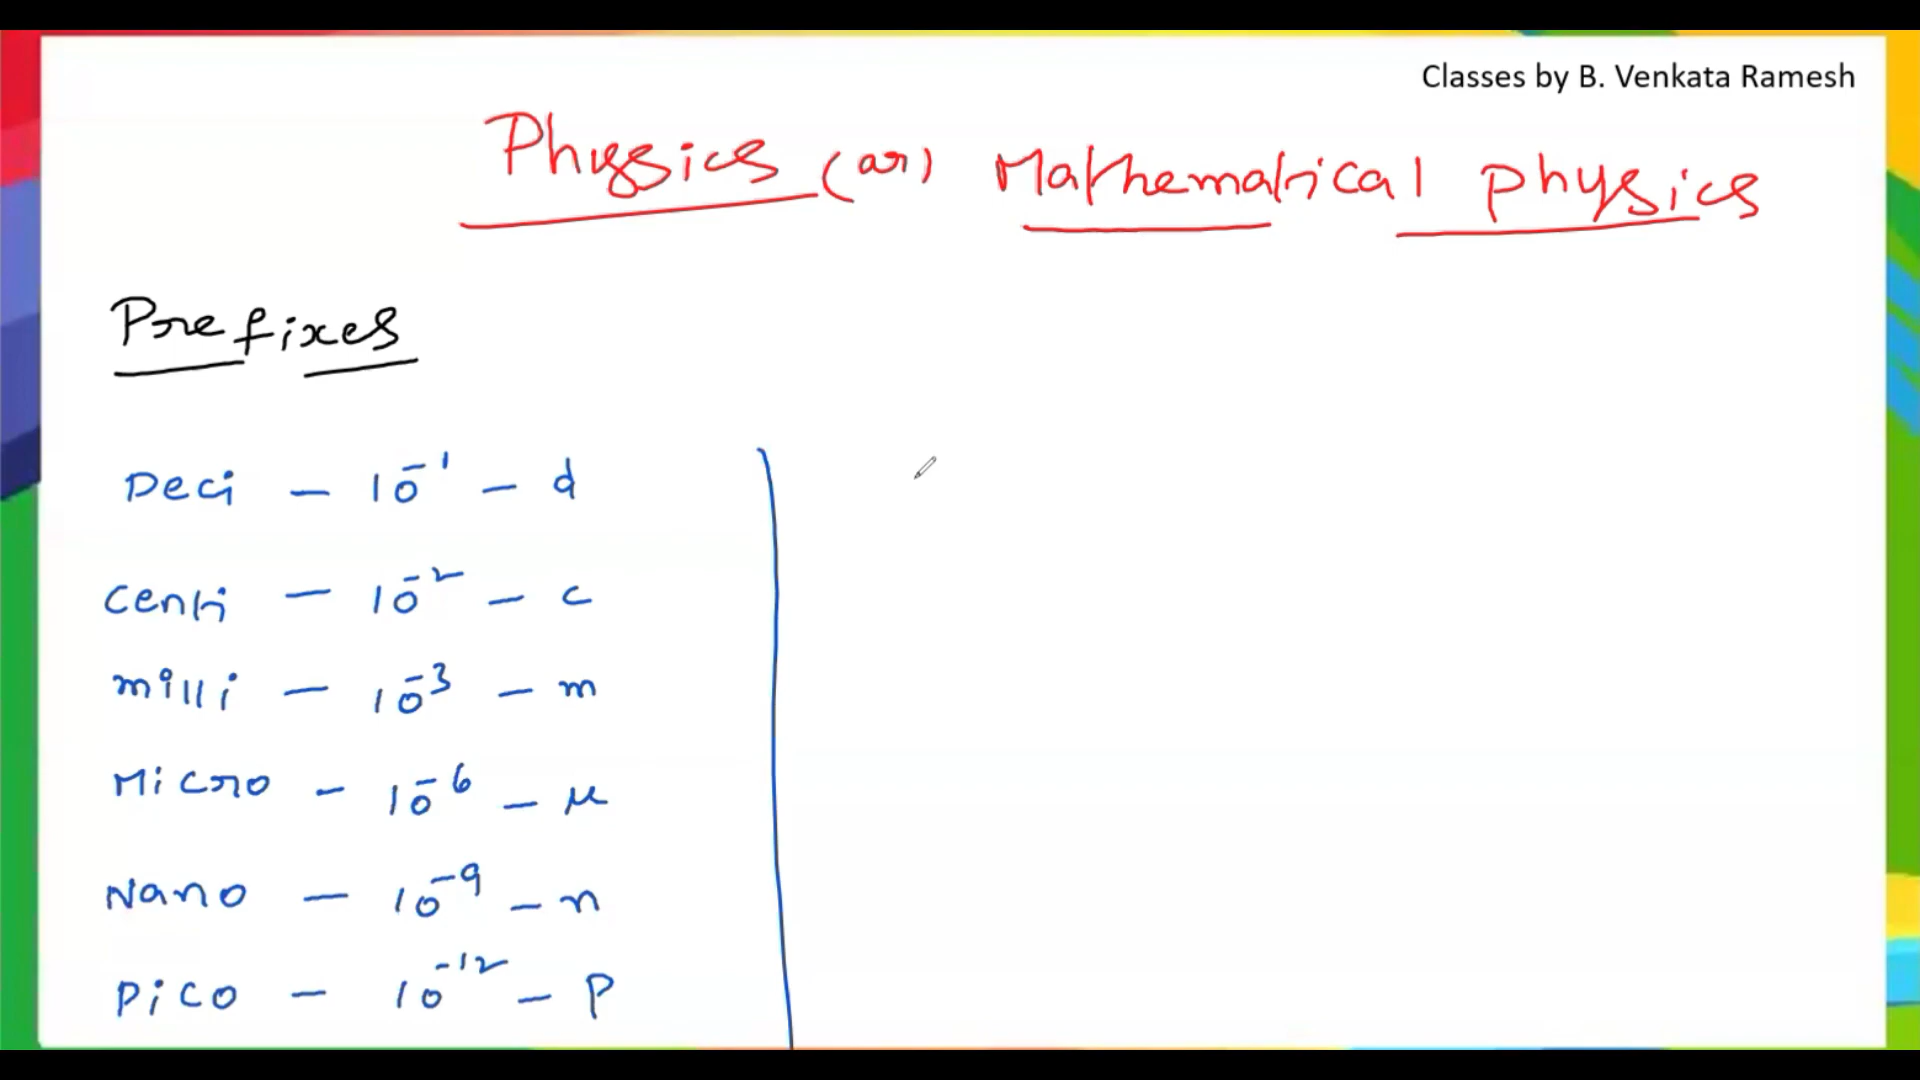 Classes by B. Venkata Ramesh
Physics (or) Mathematical physics
Prefixes
Deci – 10⁻¹ – d
centi – 10⁻² – c
milli – 10⁻³ – m
Micro – 10⁻⁶ – μ
Nano – 10⁻⁹ – n
Pico – 10⁻¹² – P